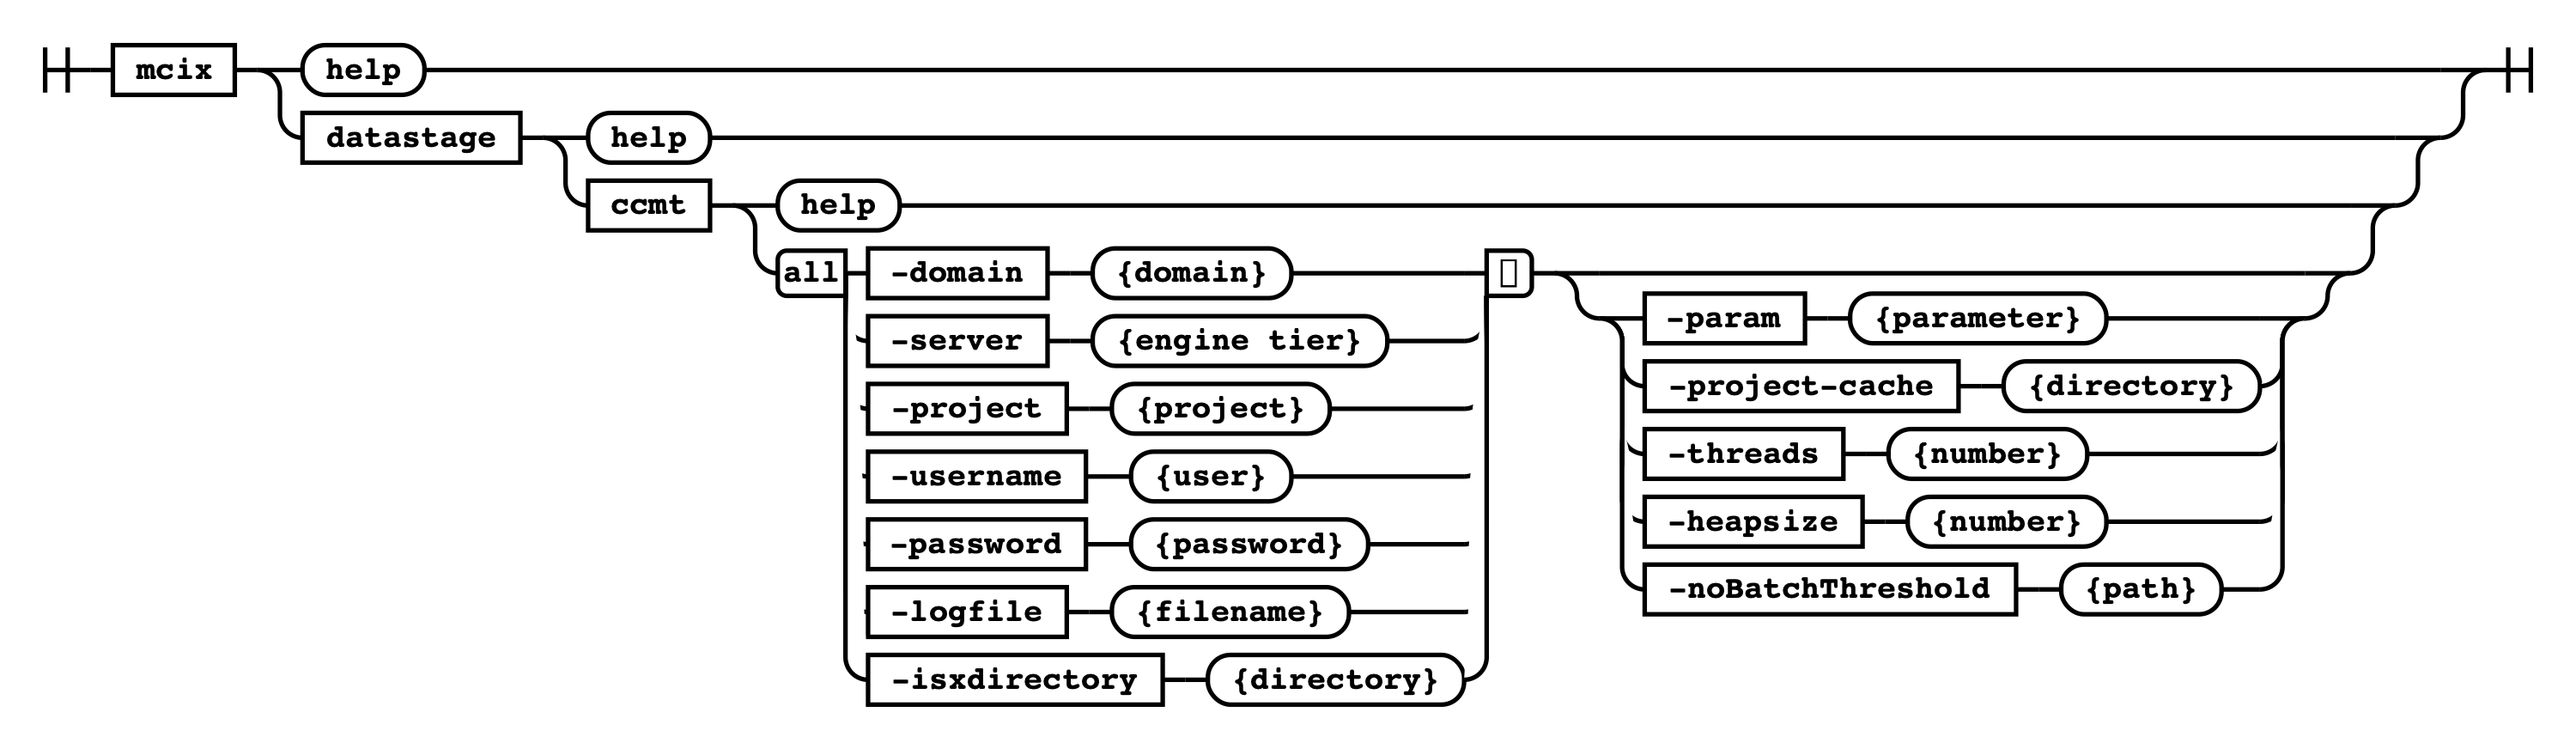 mcix help
datastage help
ccmt help
all -domain {domain}
-param {parameter}
-server {engine tier}
-project-cache {directory}
-project {project}
-threads {number}
-username {user}
-heapsize {number}
-password {password}
-noBatchThreshold {path}
-logfile {filename}
-isxdirectory {directory}